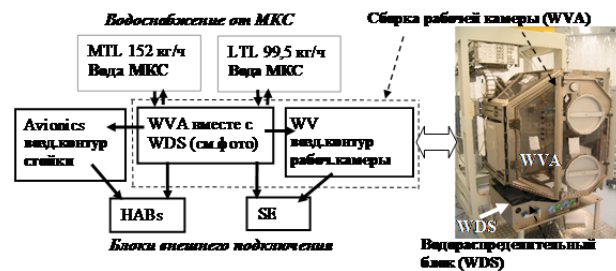 Водоснабжение от МКС
Сборка рабочей камеры (WVA)
MTL 152 кг/ч
Вода МКС
LTL 99,5 кг/ч
Вода МКС
Avionics
возд.контур
стойки
WVA вместе с
WDS (см.фото)
WV
возд.контур
рабоч.камеры
HABs
SE
Блоки внешнего подключения
WVA
WDS
Водораспределительный
блок (WDS)